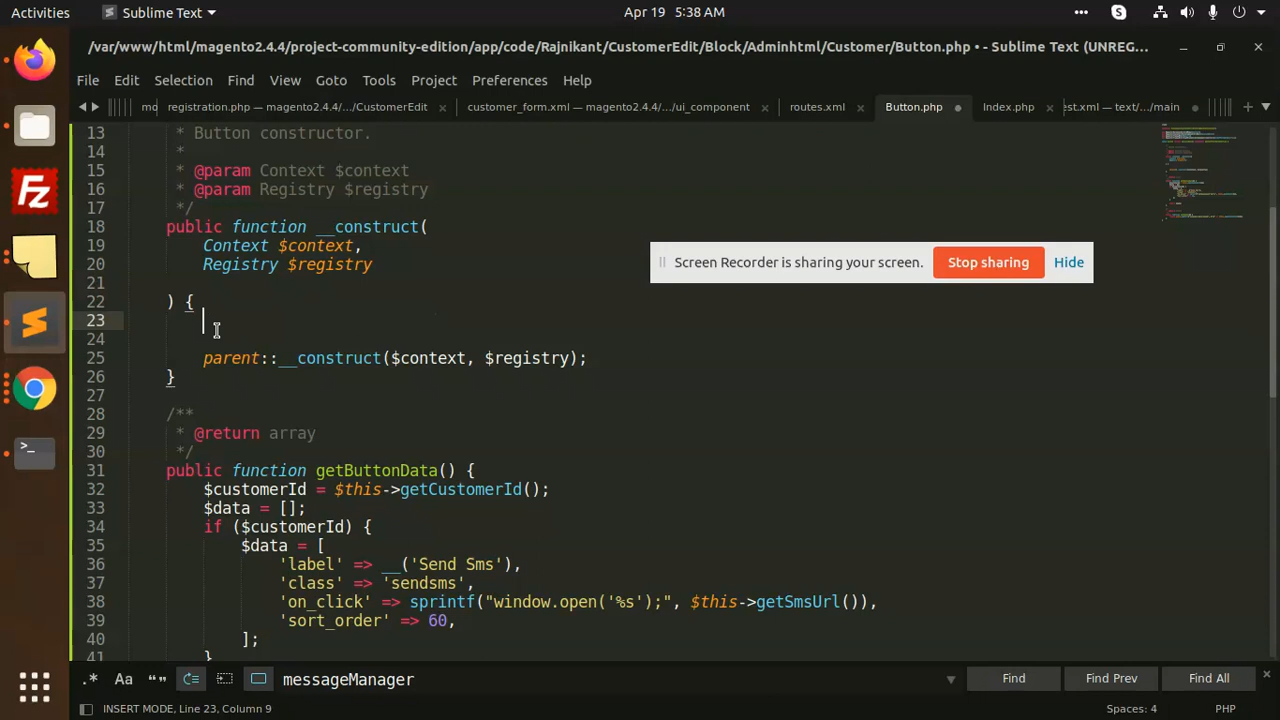 Activities
Sublime Text
Apr 19 5:38 AM
/var/www/html/magento2.4.4/project-community-edition/app/code/Rajnikant/CustomerEdit/Block/Adminhtml/Customer/Button.php • - Sublime Text (UNREG...
File Edit Selection Find View Goto Tools Project Preferences Help
mo
registration.php — magento2.4.4/.../CustomerEdit
customer_form.xml — magento2.4.4/.../ui_component
routes.xml
Button.php
Index.php
est.xml — text/.../main
13 * Button constructor.
14 *
15 * @param Context $context
16 * @param Registry $registry
17 */
18 public function __construct(
19 Context $context,
20 Registry $registry
21
22 ) {
23
24
25 parent::__construct($context, $registry);
26 }
27
28 /**
29 * @return array
30 */
31 public function getButtonData() {
32 $customerId = $this->getCustomerId();
33 $data = [];
34 if ($customerId) {
35 $data = [
36 'label' => __('Send Sms'),
37 'class' => 'sendsms',
38 'on_click' => sprintf("window.open('%s');", $this->getSmsUrl()),
39 'sort_order' => 60,
40 ];
41 }
Screen Recorder is sharing your screen.
Stop sharing
Hide
.* Aa “” messageManager
Find
Find Prev
Find All
INSERT MODE, Line 23, Column 9
Spaces: 4
PHP